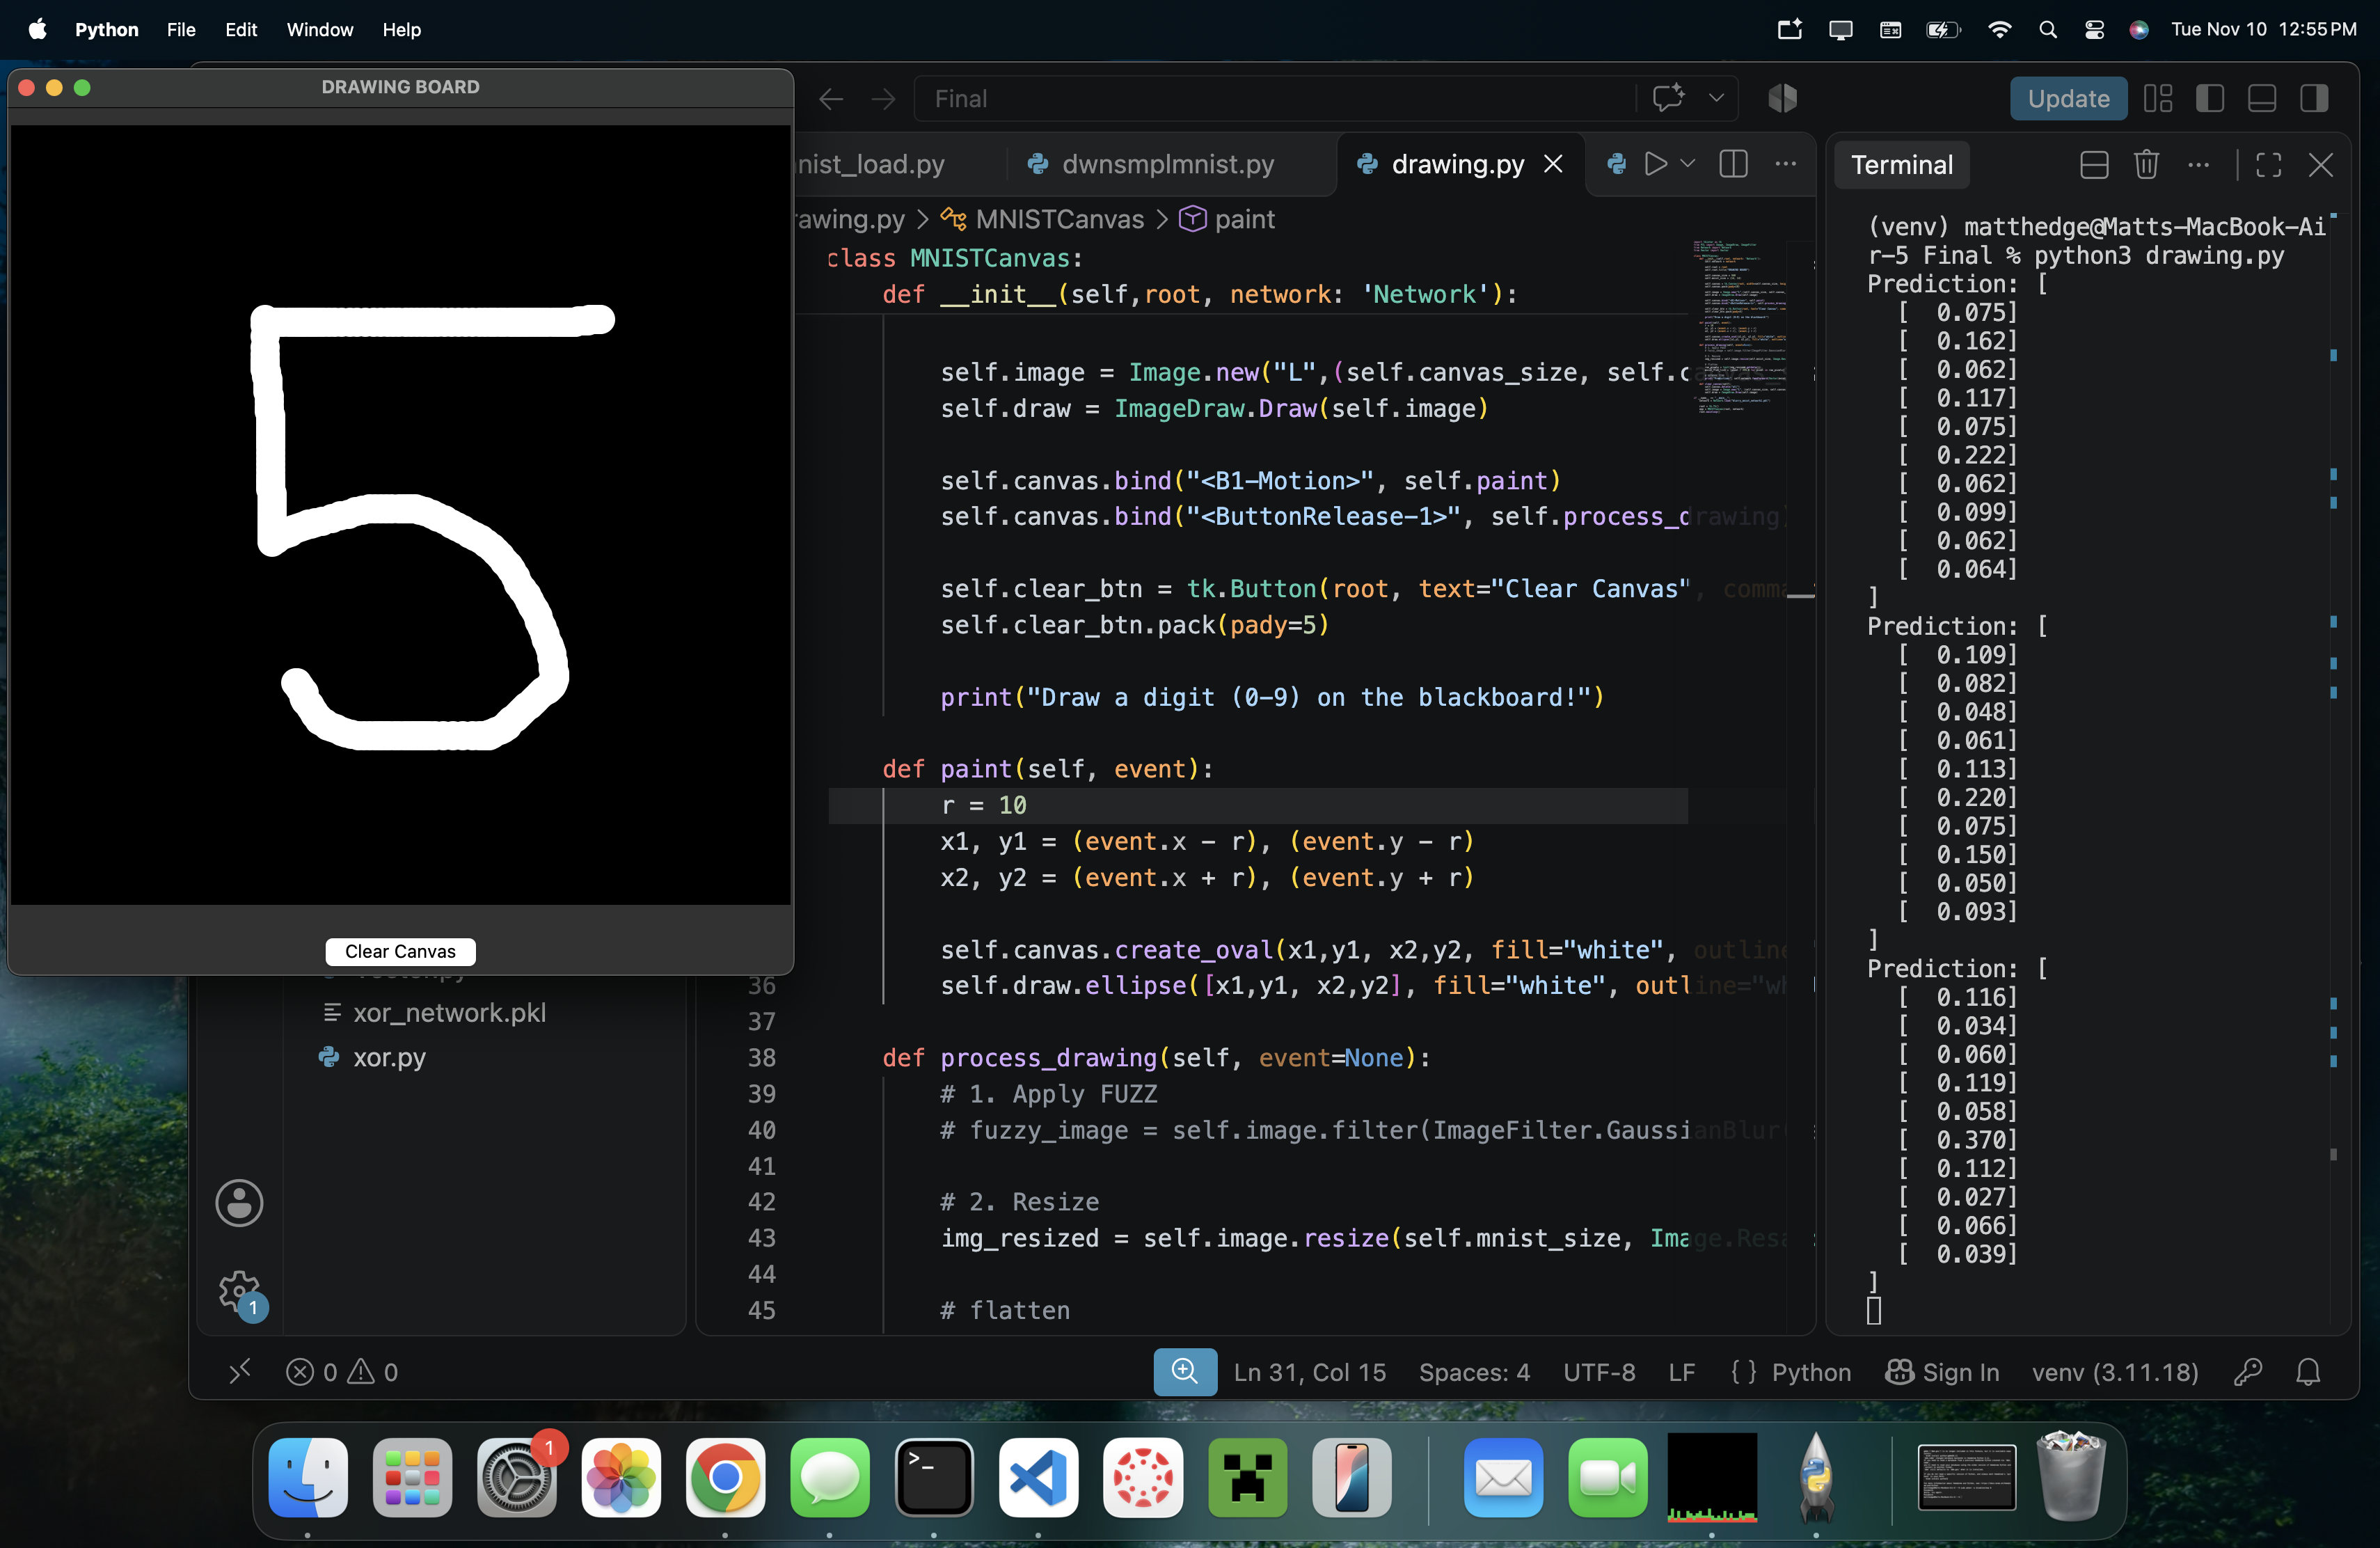 Python File Edit Window Help
Tue Nov 10 12:55 PM
DRAWING BOARD
5
Clear Canvas
Final
Update
nist_load.py
dwnsmplmnist.py
drawing.py
rawing.py > MNISTCanvas > paint
class MNISTCanvas:
def __init__(self,root, network: 'Network'):
self.image = Image.new("L",(self.canvas_size, self.c
self.draw = ImageDraw.Draw(self.image)
self.canvas.bind("<B1-Motion>", self.paint)
self.canvas.bind("<ButtonRelease-1>", self.process_drawing)
self.clear_btn = tk.Button(root, text="Clear Canvas", comma
self.clear_btn.pack(pady=5)
print("Draw a digit (0-9) on the blackboard!")
def paint(self, event):
r = 10
x1, y1 = (event.x - r), (event.y - r)
x2, y2 = (event.x + r), (event.y + r)
self.canvas.create_oval(x1,y1, x2,y2, fill="white", outline
36 self.draw.ellipse([x1,y1, x2,y2], fill="white", outline="wh
37
38 def process_drawing(self, event=None):
39 # 1. Apply FUZZ
40 # fuzzy_image = self.image.filter(ImageFilter.GaussianBlur(
41
42 # 2. Resize
43 img_resized = self.image.resize(self.mnist_size, Image.Resa
44
45 # flatten
xor_network.pkl
xor.py
1
Terminal
(venv) matthedge@Matts-MacBook-Ai
r-5 Final % python3 drawing.py
Prediction: [
[ 0.075]
[ 0.162]
[ 0.062]
[ 0.117]
[ 0.075]
[ 0.222]
[ 0.062]
[ 0.099]
[ 0.062]
[ 0.064]
]
Prediction: [
[ 0.109]
[ 0.082]
[ 0.048]
[ 0.061]
[ 0.113]
[ 0.220]
[ 0.075]
[ 0.150]
[ 0.050]
[ 0.093]
]
Prediction: [
[ 0.116]
[ 0.034]
[ 0.060]
[ 0.119]
[ 0.058]
[ 0.370]
[ 0.112]
[ 0.027]
[ 0.066]
[ 0.039]
]
0 0
Ln 31, Col 15 Spaces: 4 UTF-8 LF { } Python Sign In venv (3.11.18)
1